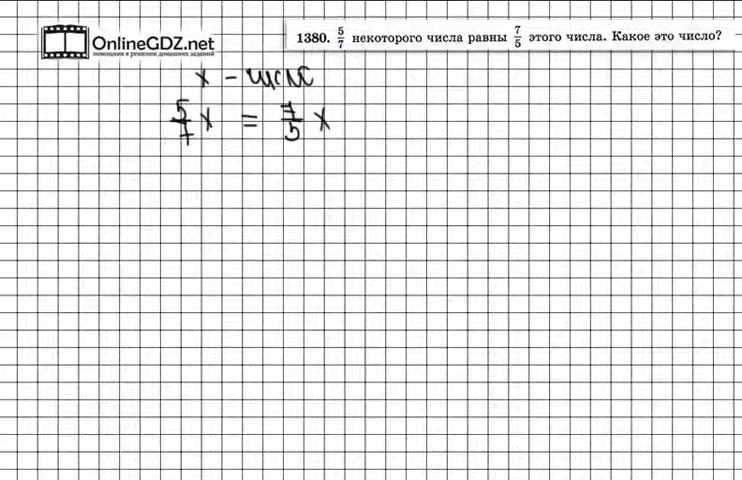 OnlineGDZ.net
помощник в решении домашних заданий
1380. 5/7 некоторого числа равны 7/5 этого числа. Какое это число?
x – число
5/7 x = 7/5 x